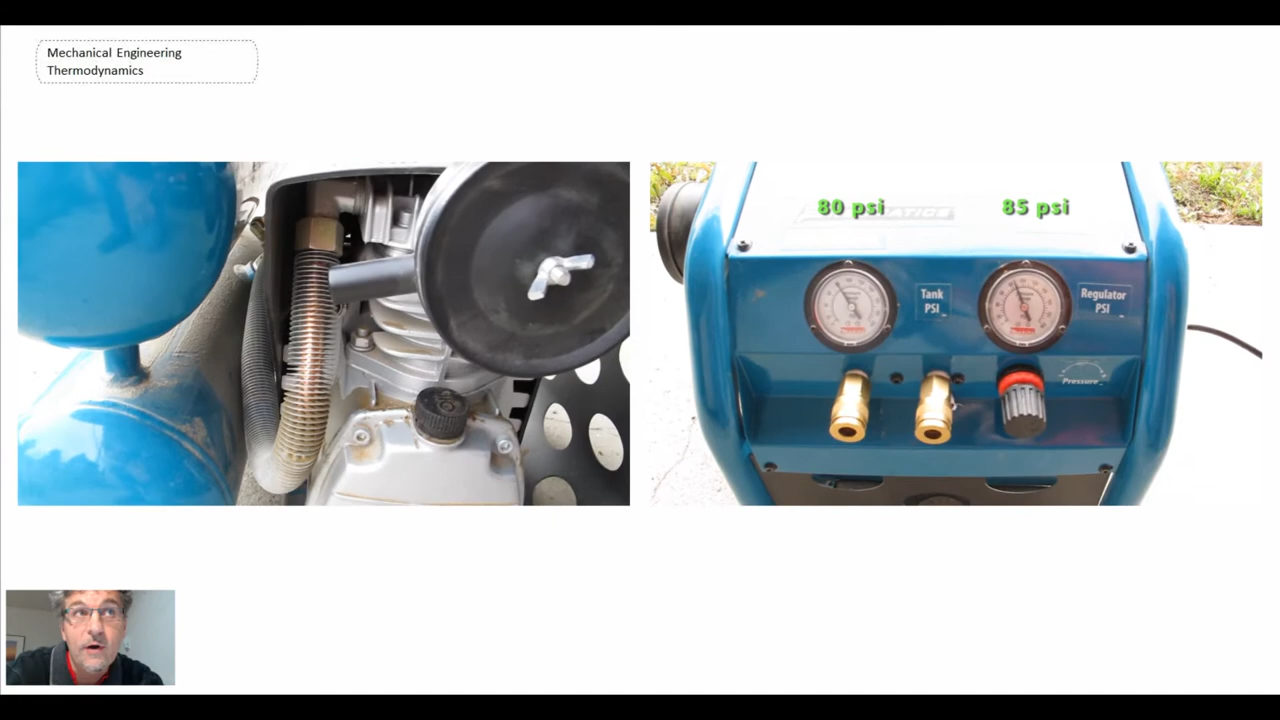 Mechanical Engineering
Thermodynamics
80 psi
85 psi
Tank
PSI
Regulator
PSI
Pressure